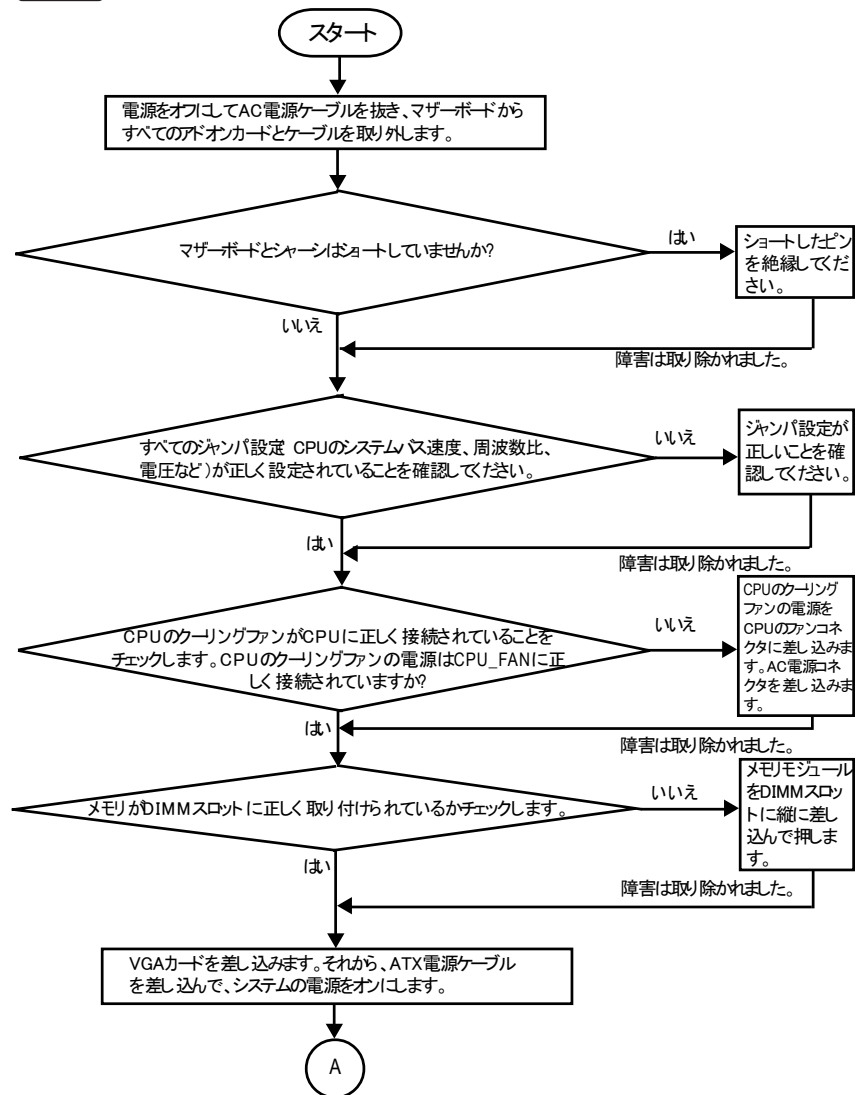 スタート
電源をオフにしてAC電源ケーブルを抜き、マザーボードから
すべてのアドオンカードとケーブルを取り外します。
マザーボードとシャーシはショートしていませんか?
はい
ショートしたピン
を絶縁してくだ
さい。
いいえ
障害は取り除かれました。
すべてのジャンパ設定 CPUのシステムバス速度、周波数比、
電圧など)が正しく設定されていることを確認してください。
いいえ
ジャンパ設定が
正しいことを確
認してください。
はい
障害は取り除かれました。
CPUのクーリングファンがCPUに正しく接続されていることを
チェックします。CPUのクーリングファンの電源はCPU_FANに正
しく接続されていますか?
いいえ
CPUのクーリング
ファンの電源を
CPUのファンコネ
クタに差し込みま
す。AC電源コネ
クタを差し込みま
す。
はい
障害は取り除かれました。
メモリがDIMMスロットに正しく取り付けられているかチェックします。
いいえ
メモリモジュール
をDIMMスロッ
トに縦に差し
込んで押しま
す。
はい
障害は取り除かれました。
VGAカードを差し込みます。それから、ATX電源ケーブル
を差し込んで、システムの電源をオンにします。
A